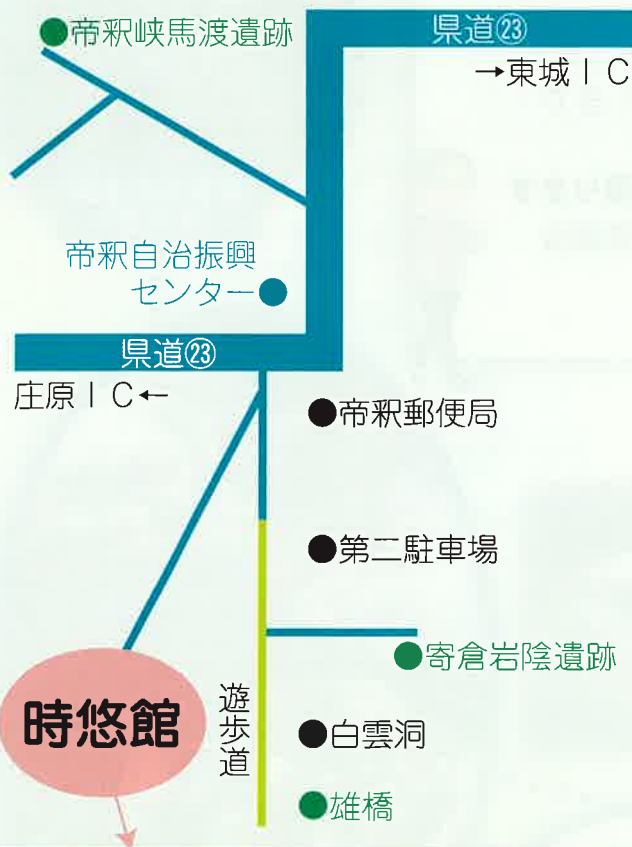 ●帝釈峡馬渡遺跡
県道㉓
→東城IC
帝釈自治振興
センター●
県道㉓
庄原IC←
●帝釈郵便局
●第二駐車場
●寄倉岩陰遺跡
時悠館
遊歩道
●白雲洞
●雄橋